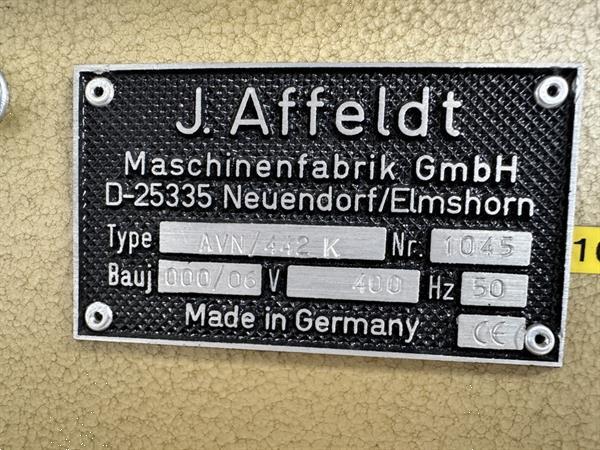 J. Affeldt
Maschinenfabrik GmbH
D-25335 Neuendorf/Elmshorn
Type AVN/442 K Nr. 1045
Bauj 000/06 V 400 Hz 50
Made in Germany CE